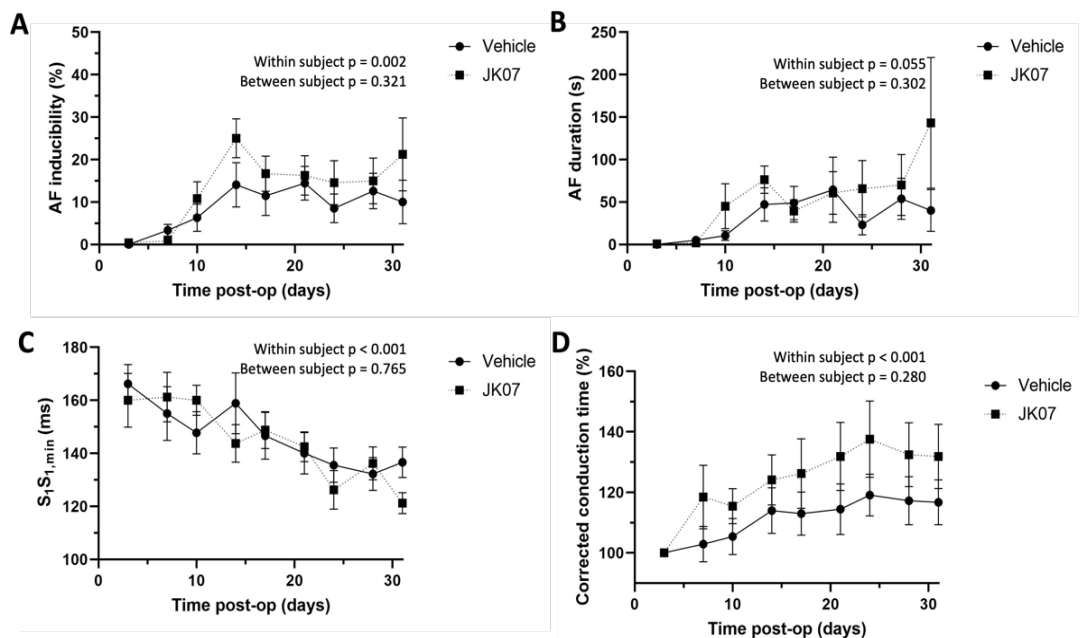 A
AF inducibility (%)
50
40
30
20
10
0
0
10
20
30
Time post-op (days)
Within subject p = 0.002
Between subject p = 0.321
Vehicle
JK07
B
AF duration (s)
250
200
150
100
50
0
0
10
20
30
Time post-op (days)
Within subject p = 0.055
Between subject p = 0.302
Vehicle
JK07
C
S₁S₁,min (ms)
180
160
140
120
100
0
10
20
30
Time post-op (days)
Within subject p < 0.001
Between subject p = 0.765
Vehicle
JK07
D
Corrected conduction time (%)
160
140
120
100
0
10
20
30
Time post-op (days)
Within subject p < 0.001
Between subject p = 0.280
Vehicle
JK07